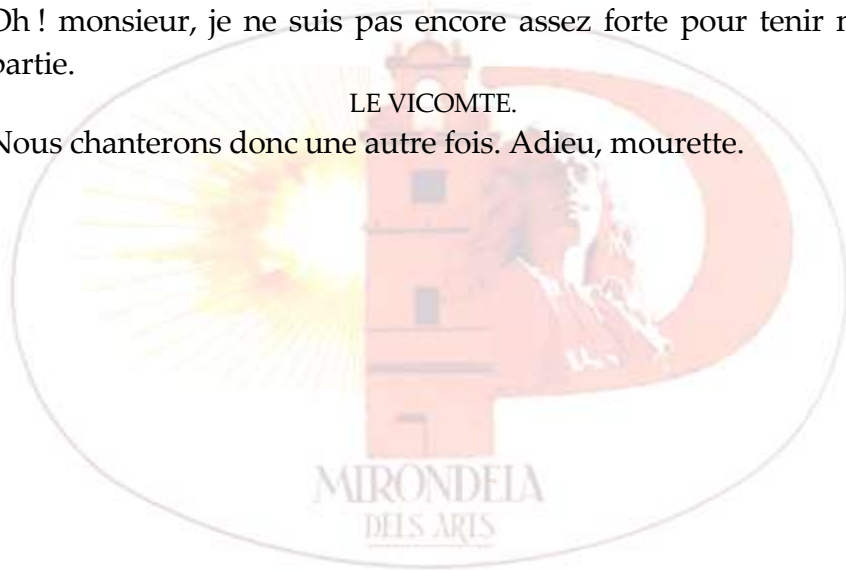 Oh ! monsieur, je ne suis pas encore assez forte pour tenir
partie.
LE VICOMTE.
Nous chanterons donc une autre fois. Adieu, mourette.
MIRONDELA
DELS ARTS